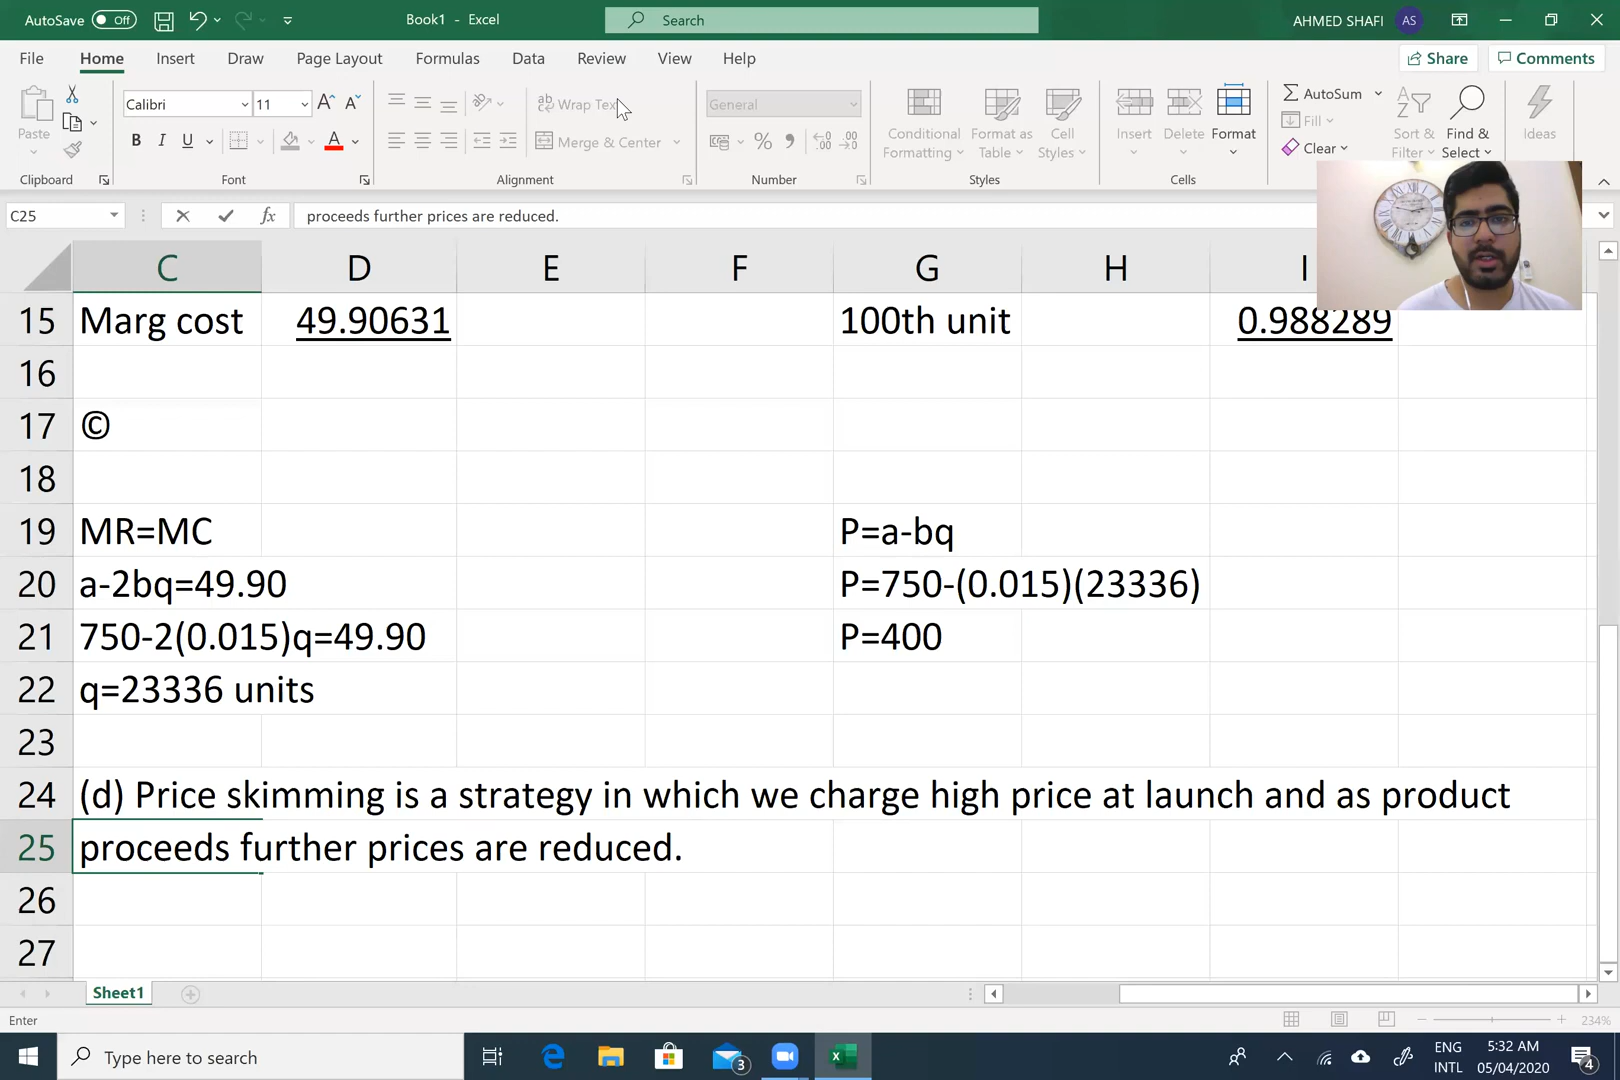 AutoSave Off Book1 - Excel Search AHMED SHAFI AS
File Home Insert Draw Page Layout Formulas Data Review View Help Share Comments
Calibri 11 A A ab Wrap Text General AutoSum
Paste Conditional Format as Cell Insert Delete Format Fill Sort & Find & Ideas
B I U A Merge & Center % Formatting Table Styles Clear Filter Select
Clipboard Font Alignment Number Styles Cells
C25 fx proceeds further prices are reduced.
C D E F G H I
15 Marg cost 49.90631 100th unit 0.988289
16
17 ©
18
19 MR=MC P=a-bq
20 a-2bq=49.90 P=750-(0.015)(23336)
21 750-2(0.015)q=49.90 P=400
22 q=23336 units
23
24 (d) Price skimming is a strategy in which we charge high price at launch and as product
25 proceeds further prices are reduced.
26
27
Sheet1
Enter 234%
Type here to search 3 ENG 5:32 AM
INTL 05/04/2020 4